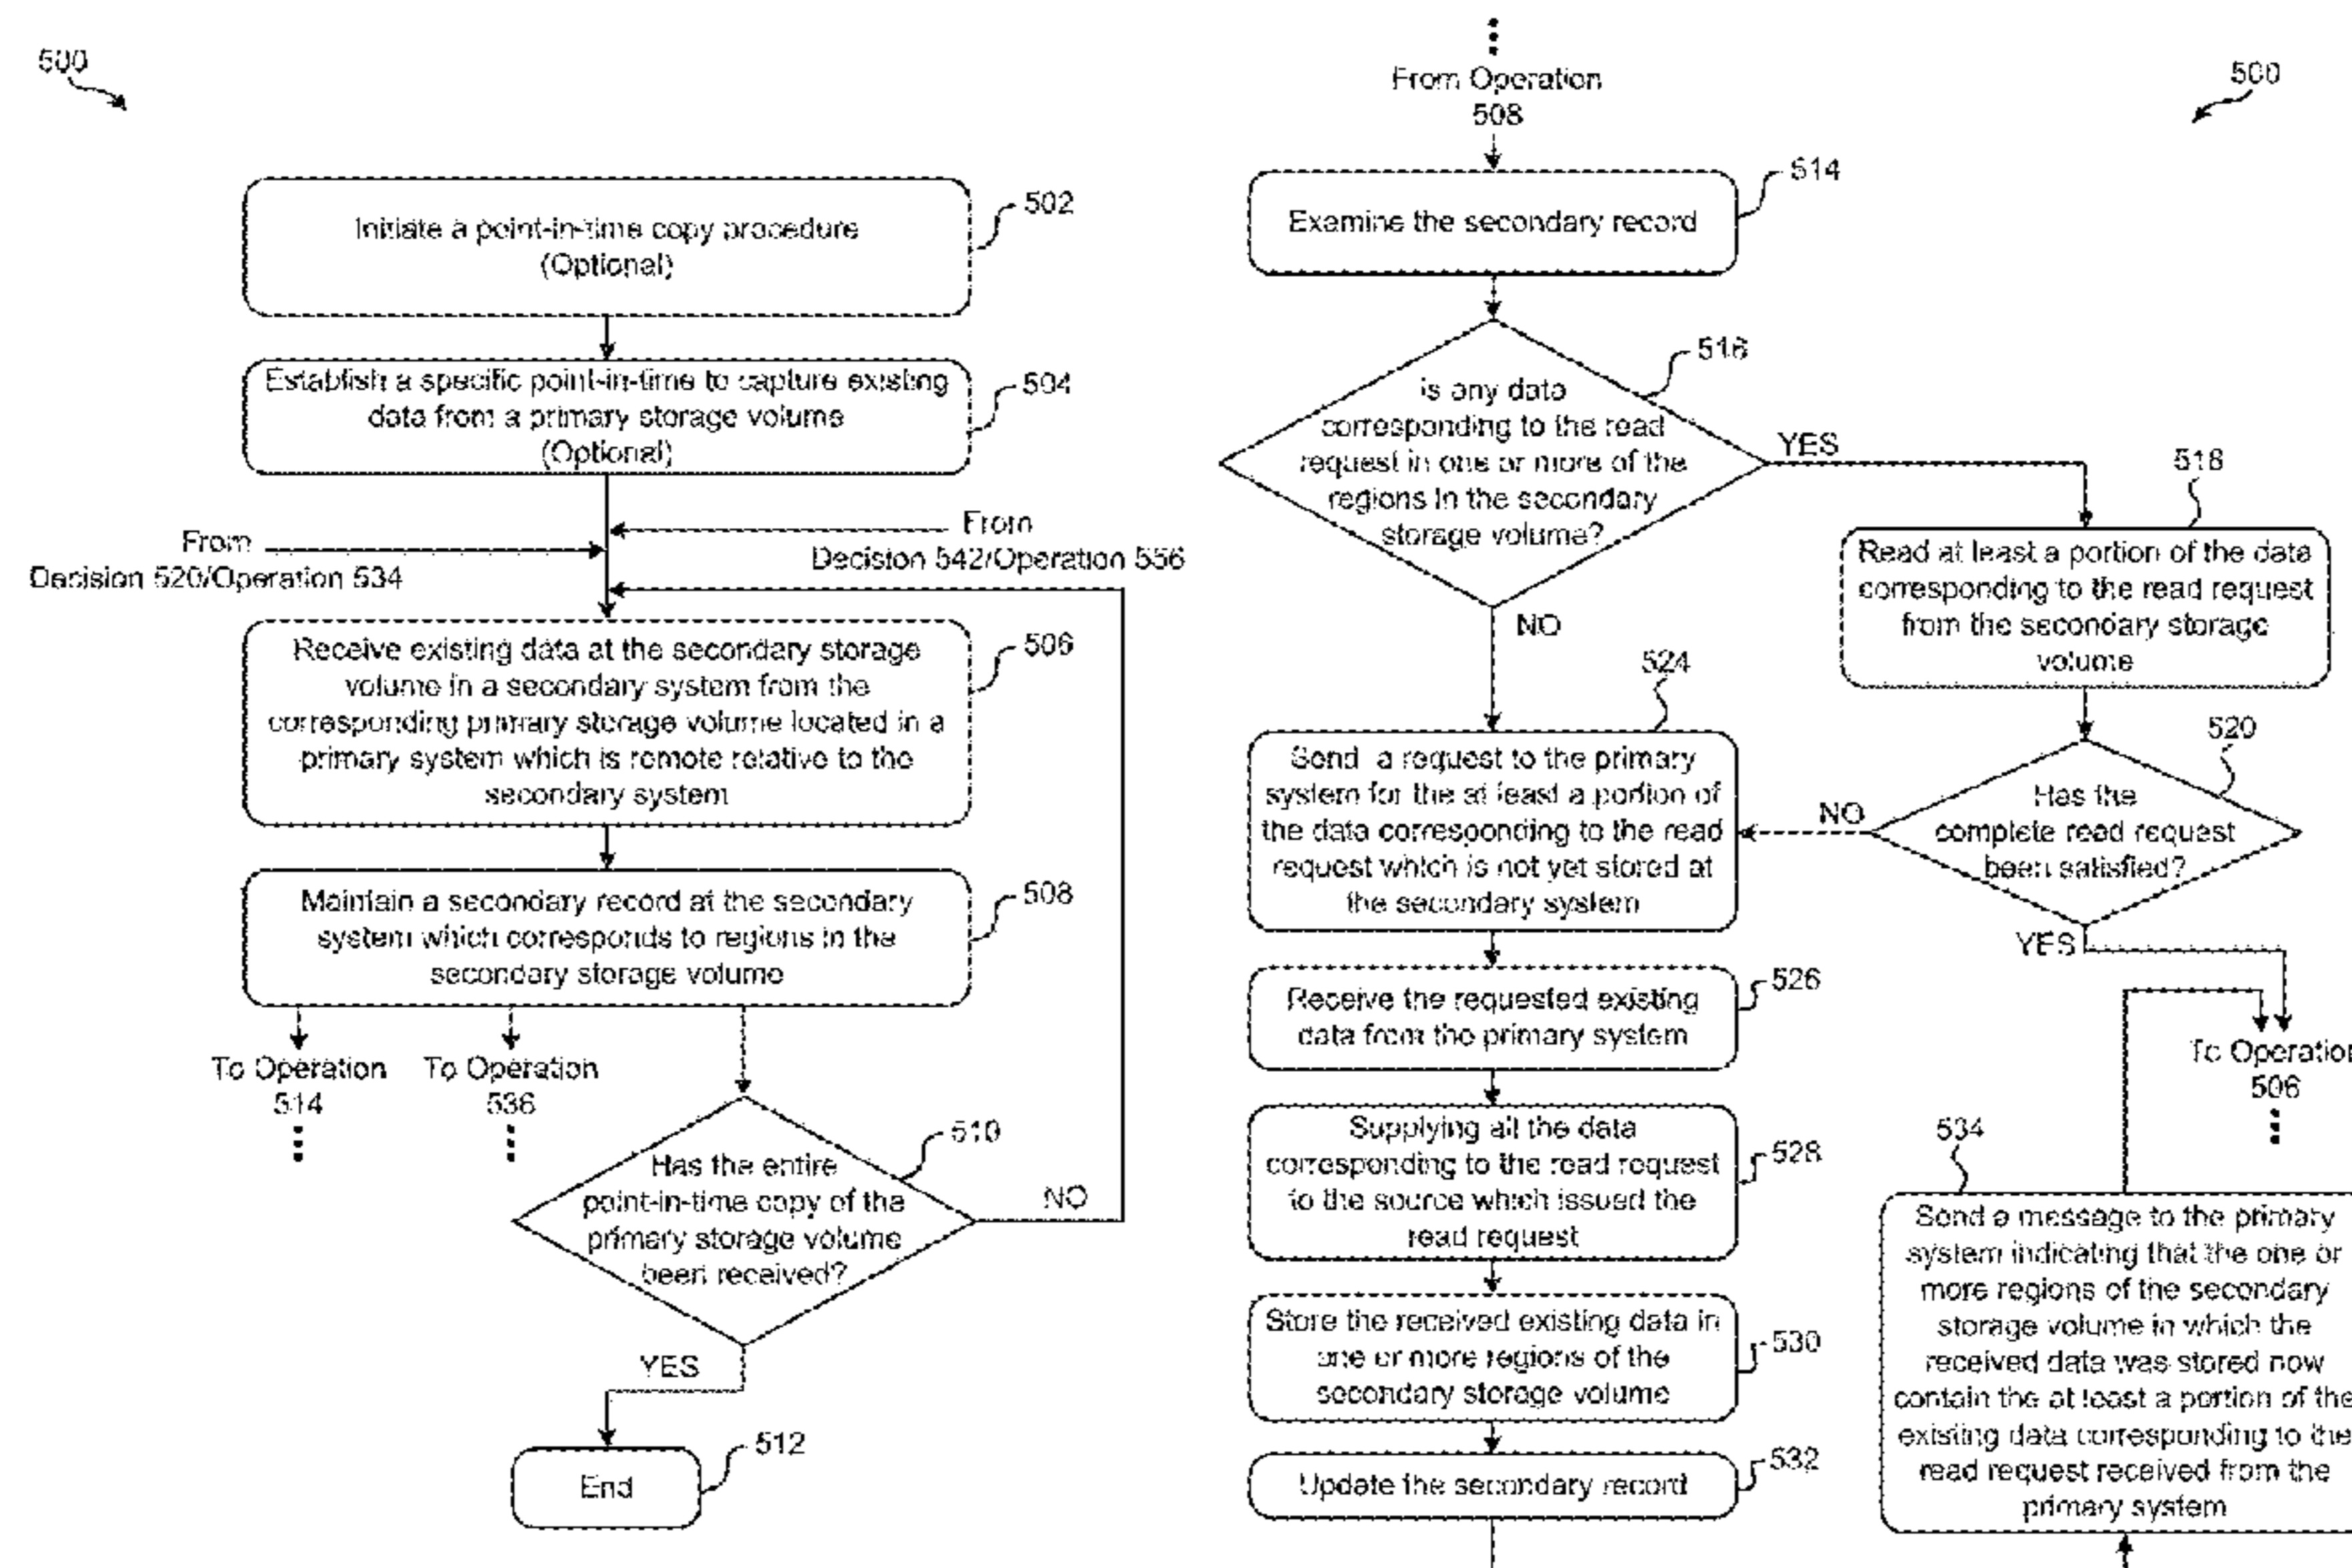 500
Initiate a point-in-time copy procedure
(Optional)
502
Establish a specific point-in-time to capture existing
data from a primary storage volume
(Optional)
504
From
Decision 520/Operation 534
From
Decision 542/Operation 556
Receive existing data at the secondary storage
volume in a secondary system from the
corresponding primary storage volume located in a
primary system which is remote relative to the
secondary system
506
Maintain a secondary record at the secondary
system which corresponds to regions in the
secondary storage volume
508
To Operation
514
To Operation
536
Has the entire
point-in-time copy of the
primary storage volume
been received?
510
NO
YES
End
512
From Operation
508
500
Examine the secondary record
514
Is any data
corresponding to the read
request in one or more of the
regions in the secondary
storage volume?
516
YES
NO
Read at least a portion of the data
corresponding to the read request
from the secondary storage
volume
518
Has the
complete read request
been satisfied?
520
NO
YES
Send a request to the primary
system for the at least a portion of
the data corresponding to the read
request which is not yet stored at
the secondary system
524
Receive the requested existing
data from the primary system
526
To Operation
506
Supplying all the data
corresponding to the read request
to the source which issued the
read request
528
Store the received existing data in
one or more regions of the
secondary storage volume
530
Update the secondary record
532
534
Send a message to the primary
system indicating that the one or
more regions of the secondary
storage volume in which the
received data was stored now
contain the at least a portion of the
existing data corresponding to the
read request received from the
primary system